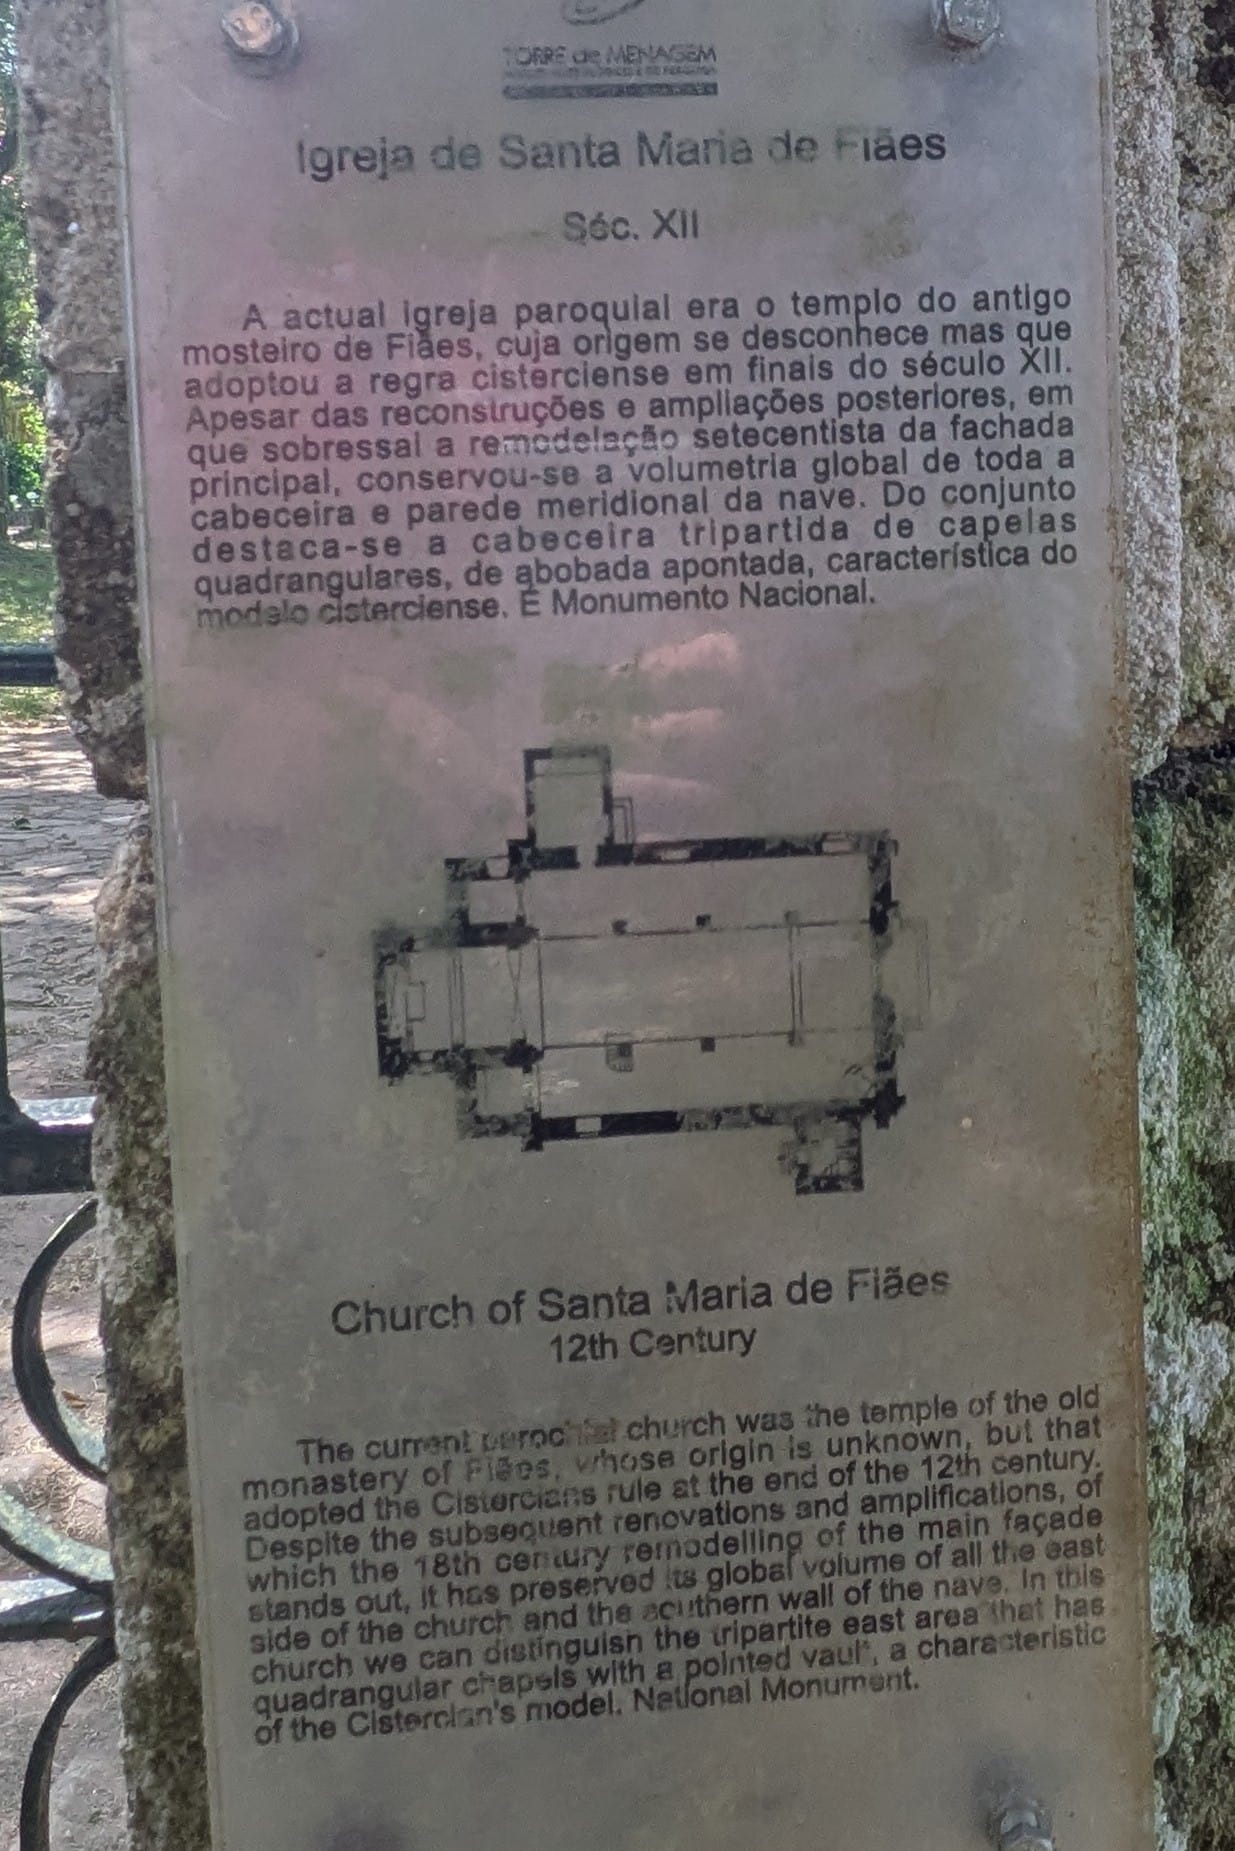 TORRE de MENAGEM
Igreja de Santa Maria de Fiães
Séc. XII
A actual igreja paroquial era o templo do antigo
mosteiro de Fiães, cuja origem se desconhece mas que
adoptou a regra cisterciense em finais do século XII.
Apesar das reconstruções e ampliações posteriores, em
que sobressai a remodelação setecentista da fachada
principal, conservou-se a volumetria global de toda a
cabeceira e parede meridional da nave. Do conjunto
destaca-se a cabeceira tripartida de capelas
quadrangulares, de abobada apontada, característica do
modelo cisterciense. É Monumento Nacional.
Church of Santa Maria de Fiães
12th Century
The current parochial church was the temple of the old
monastery of Fiães, whose origin is unknown, but that
adopted the Cistercians rule at the end of the 12th century.
Despite the subsequent renovations and amplifications, of
which the 18th century remodelling of the main façade
stands out, it has preserved its global volume of all the east
side of the church and the southern wall of the nave. In this
church we can distinguish the tripartite east area that has
quadrangular chapels with a pointed vault, a characteristic
of the Cistercian's model. National Monument.